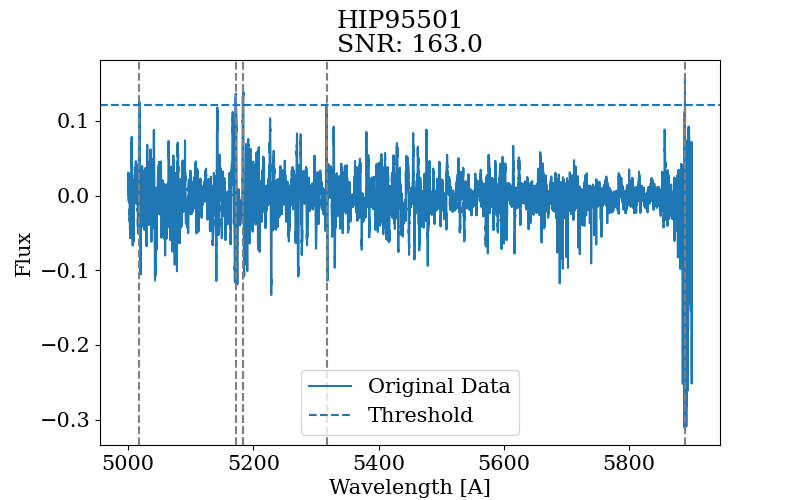 HIP95501
SNR: 163.0
Flux
0.1
0.0
−0.1
−0.2
−0.3
Original Data
Threshold
5000 5200 5400 5600 5800
Wavelength [A]